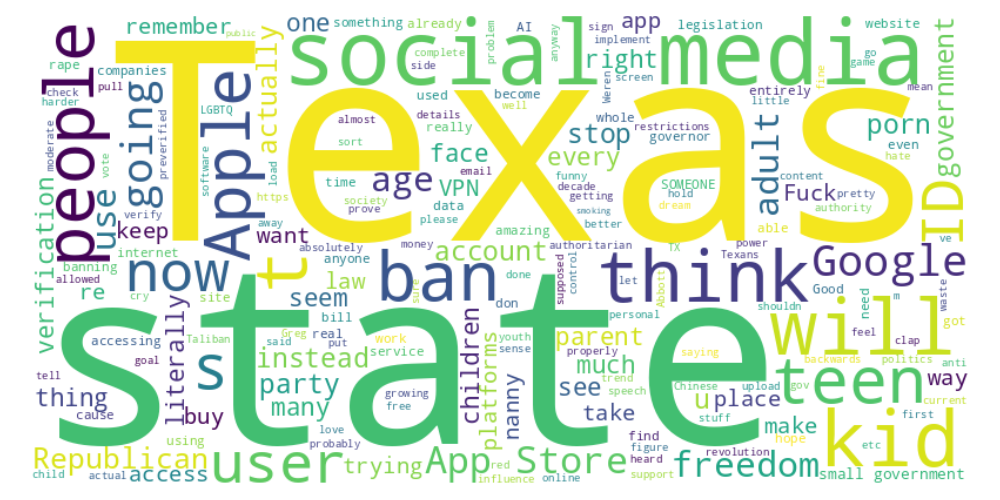 Texas
state
social media
people
Apple
think
ban
now
will
kid
teen
user
Google
App Store
freedom
Republican
going
use
ID
government
adult
porn
app
right
remember
one
something
already
AI
sign
implement
legislation
website
go
game
public
problem
anyway
complete
side
companies
rape
check
harder
pull
moderate
preverified
LGBTQ
software
load
https
actually
almost
sort
used
details
really
become
well
face
age
VPN
data
time
society
prove
email
please
stop
every
funny
decade
getting
smoking
better
whole
governor
restrictions
Weren
screen
entirely
little
SOMEONE
hold
dream
content
authority
able
Fuck
pretty
even
hate
fine
mean
verification
keep
verify
internet
banning
allowed
re
cry
site
accessing
goal
tell
thing
cause
literally
buy
want
t
absolutely
anyone
money
away
account
amazing
authoritarian
law
seem
bill
Greg
said
real
put
work
service
instead
s
Taliban
party
many
growing
free
love
probably
using
trying
access
child
actual
sure
done
don
children
platforms
nanny
youth
sense
supposed
control
let
TX
power
Texans
Abbott
personal
parent
properly
much
see
trend
speech
take
saying
Chinese
upload
gov
u
place
stuff
make
find
figure
heard
revolution
support
red
influence
online
hope
etc
small government
first
current
way
anti
politics
backwards
clap
got
feel
m
need
Good
shouldn
waste
ve
vote